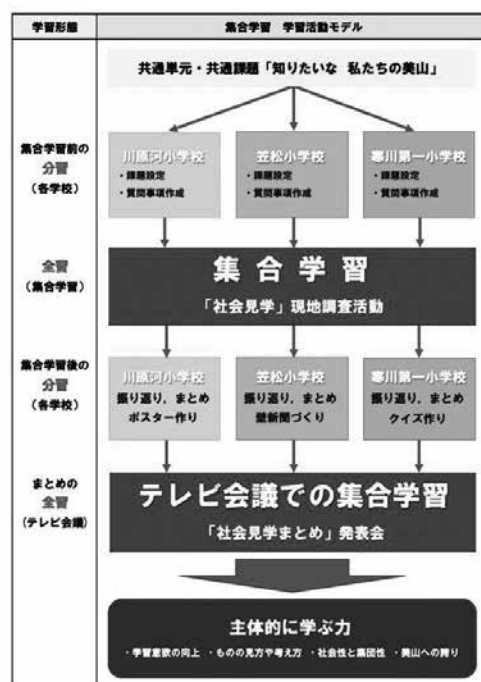 学習形態
集合学習 学習活動モデル
共通単元・共通課題「知りたいな 私たちの美山」
集合学習前の
分習
(各学校)
川原河小学校
・課題設定
・質問事項作成
笠松小学校
・課題設定
・質問事項作成
寒川第一小学校
・課題設定
・質問事項作成
全習
(集合学習)
集合学習
「社会見学」現地調査活動
集合学習後の
分習
(各学校)
川原河小学校
振り返り，まとめ
ポスター作り
笠松小学校
振り返り，まとめ
壁新聞づくり
寒川第一小学校
振り返り，まとめ
クイズ作り
まとめの
全習
(テレビ会議)
テレビ会議での集合学習
「社会見学まとめ」発表会
主体的に学ぶ力
・学習意欲の向上 ・ものの見方や考え方 ・社会性と集団性 ・美山への誇り